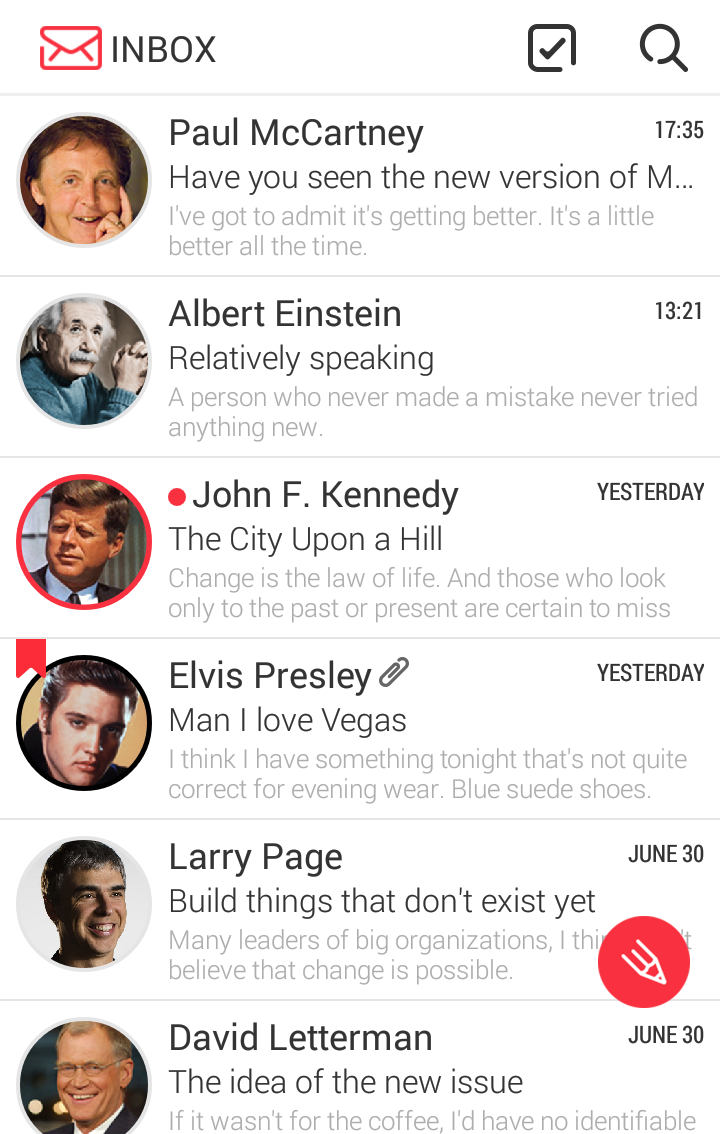 INBOX
Paul McCartney 17:35
Have you seen the new version of M...
I've got to admit it's getting better. It's a little
better all the time.
Albert Einstein 13:21
Relatively speaking
A person who never made a mistake never tried
anything new.
John F. Kennedy YESTERDAY
The City Upon a Hill
Change is the law of life. And those who look
only to the past or present are certain to miss
Elvis Presley YESTERDAY
Man I love Vegas
I think I have something tonight that's not quite
correct for evening wear. Blue suede shoes.
Larry Page JUNE 30
Build things that don't exist yet
Many leaders of big organizations, I
believe that change is possible.
David Letterman JUNE 30
The idea of the new issue
If it wasn't for the coffee, I'd have no identifiable